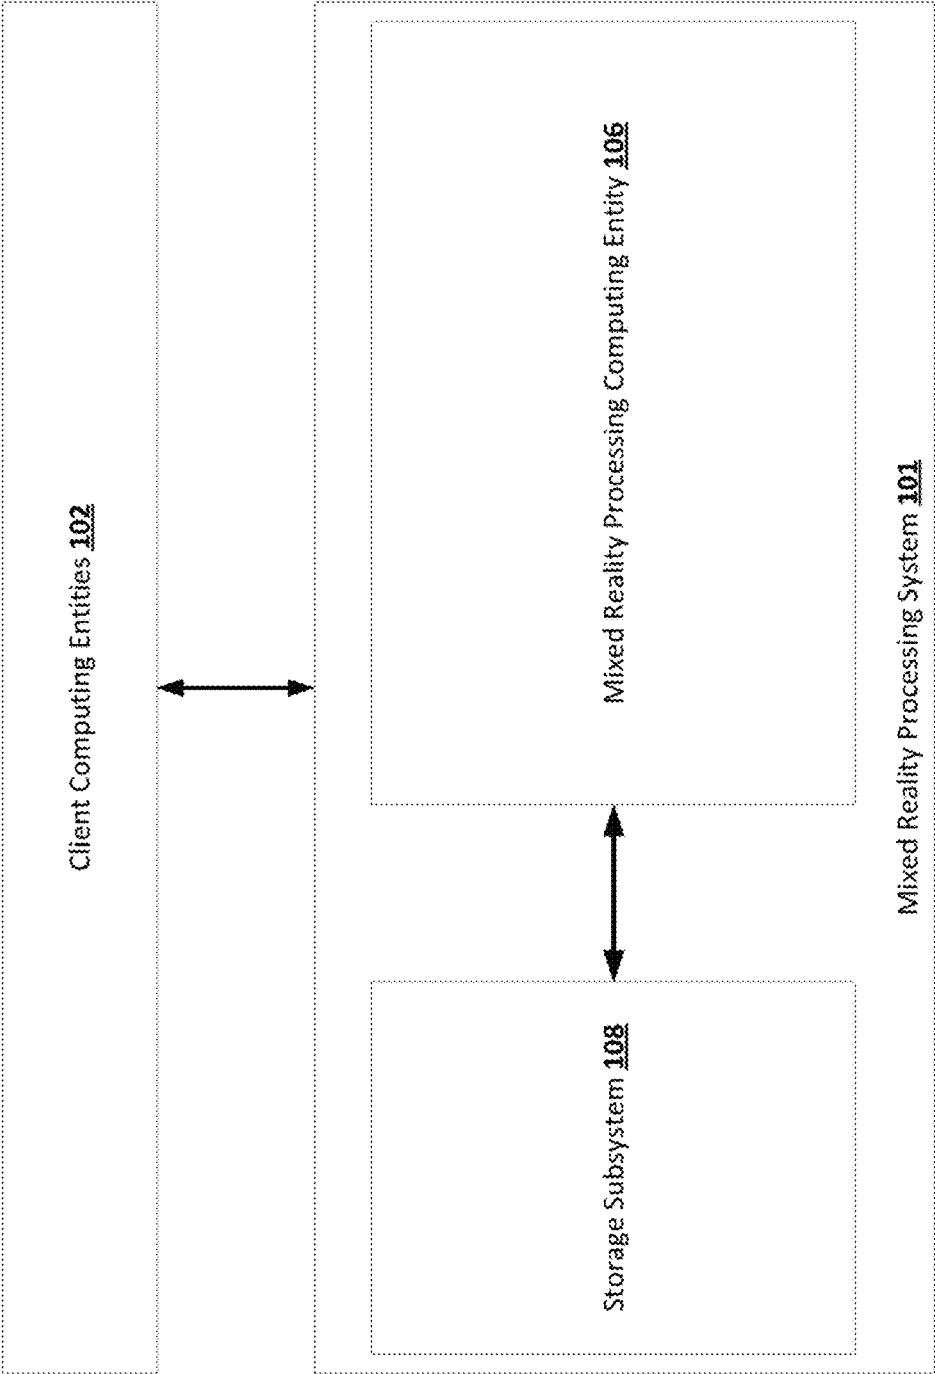 Client Computing Entities 102
Storage Subsystem 108
Mixed Reality Processing Computing Entity 106
Mixed Reality Processing System 101